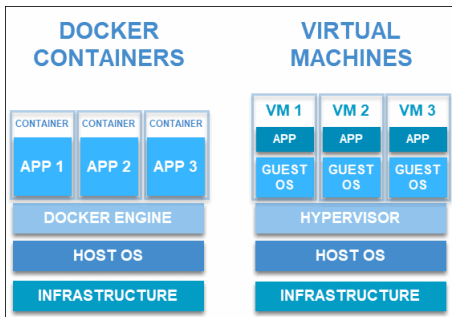 DOCKER
CONTAINERS
CONTAINER CONTAINER CONTAINER
APP 1 APP 2 APP 3
DOCKER ENGINE
HOST OS
INFRASTRUCTURE
VIRTUAL
MACHINES
VM 1 VM 2 VM 3
APP APP APP
GUEST GUEST GUEST
OS OS OS
HYPERVISOR
HOST OS
INFRASTRUCTURE